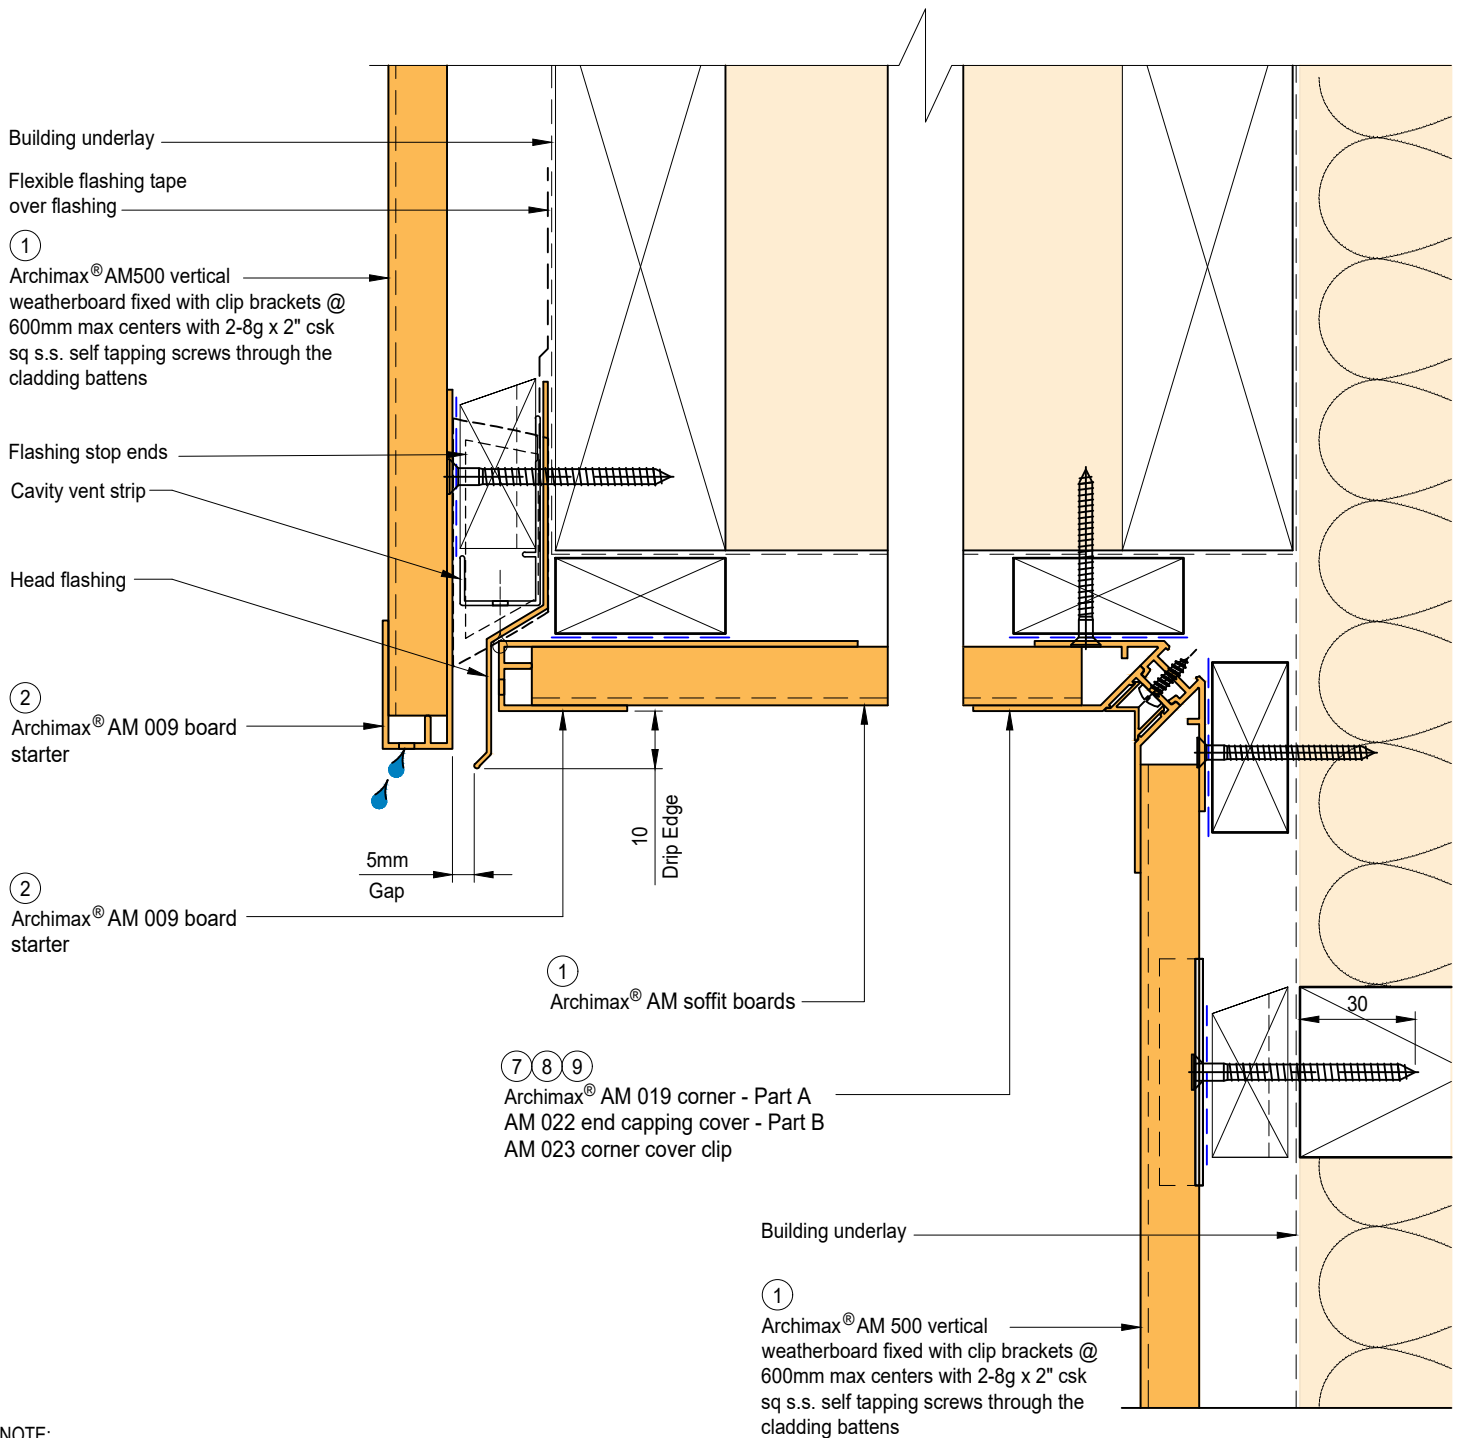 Building underlay
Flexible flashing tape
over flashing
1
Archimax® AM500 vertical
weatherboard fixed with clip brackets @
600mm max centers with 2-8g x 2" csk
sq s.s. self tapping screws through the
cladding battens
Flashing stop ends
Cavity vent strip
Head flashing
2
Archimax® AM 009 board
starter
5mm
Gap
10
Drip Edge
2
Archimax® AM 009 board
starter
1
Archimax® AM soffit boards
7 8 9
Archimax® AM 019 corner - Part A
AM 022 end capping cover - Part B
AM 023 corner cover clip
30
Building underlay
1
Archimax® AM 500 vertical
weatherboard fixed with clip brackets @
600mm max centers with 2-8g x 2" csk
sq s.s. self tapping screws through the
cladding battens
NOTE: